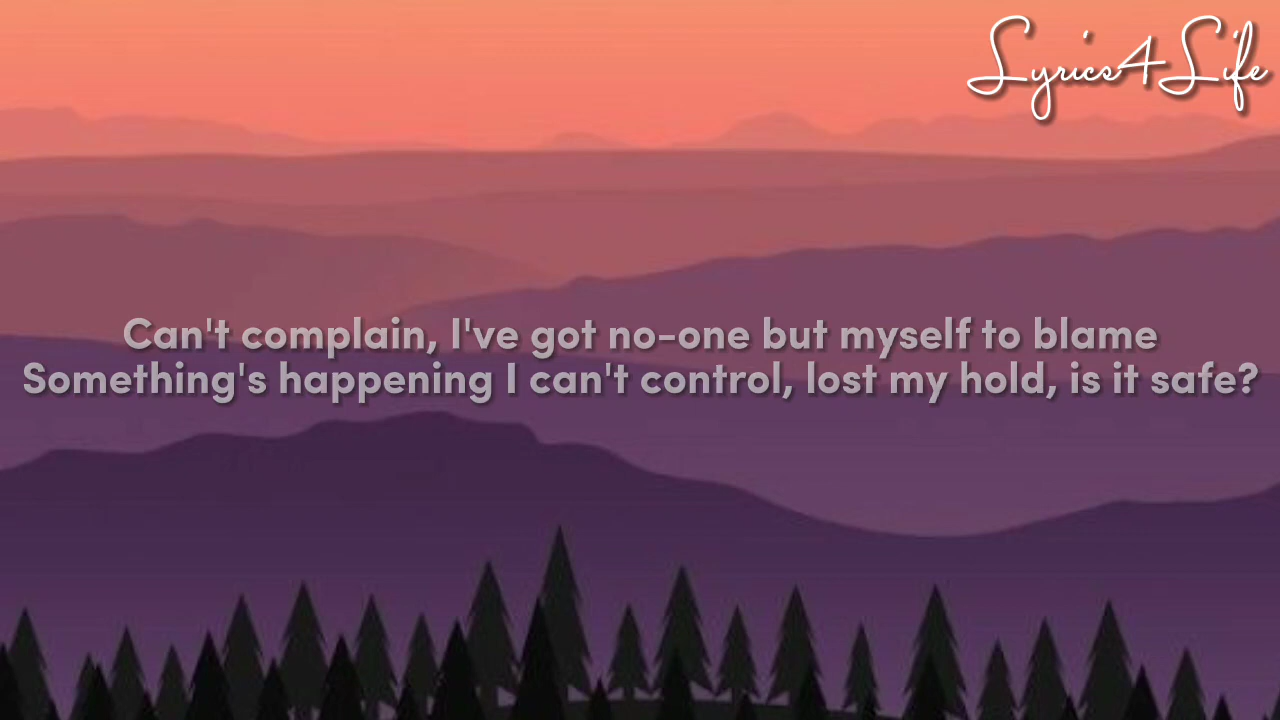 Lyrics4Life
Can't complain, I've got no-one but myself to blame
Something's happening I can't control, lost my hold, is it safe?